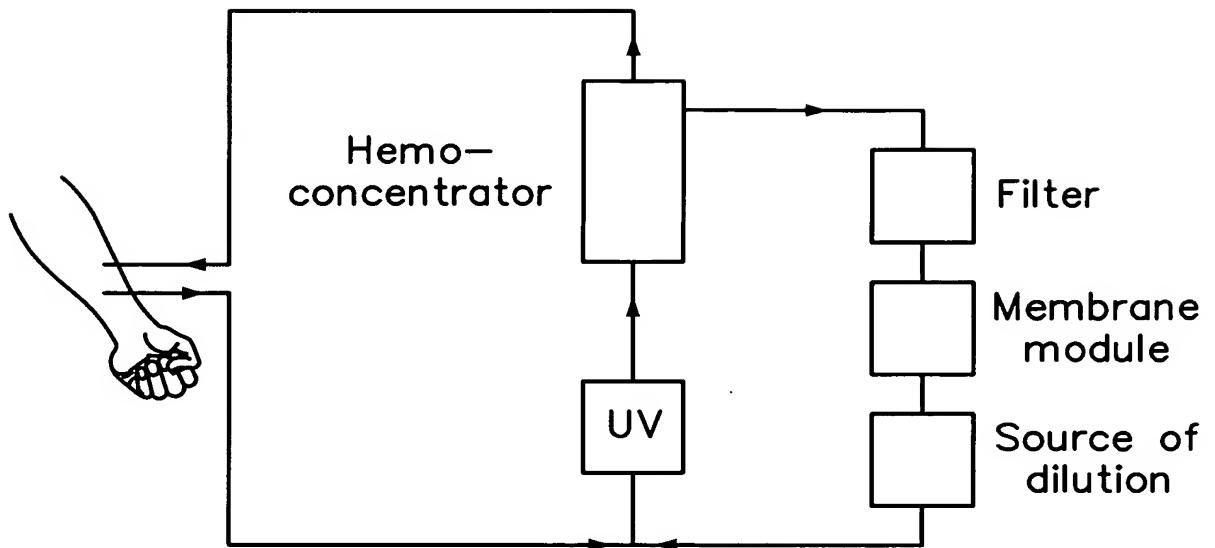 Hemo-
concentrator
Filter
Membrane
module
UV
Source of
dilution